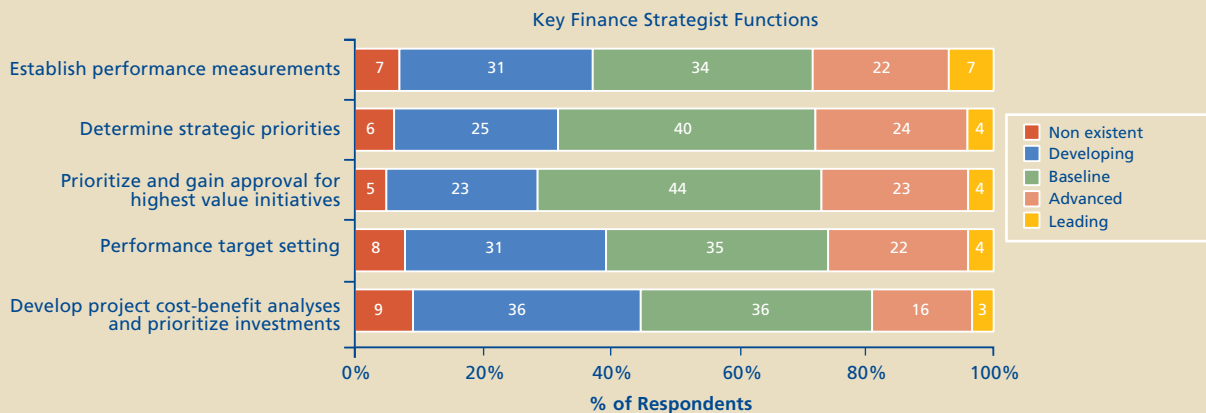 Key Finance Strategist Functions
Establish performance measurements
7 31 34 22 7
Determine strategic priorities
6 25 40 24 4
Prioritize and gain approval for
highest value initiatives
5 23 44 23 4
Performance target setting
8 31 35 22 4
Develop project cost-benefit analyses
and prioritize investments
9 36 36 16 3
0% 20% 40% 60% 80% 100%
% of Respondents
Non existent
Developing
Baseline
Advanced
Leading